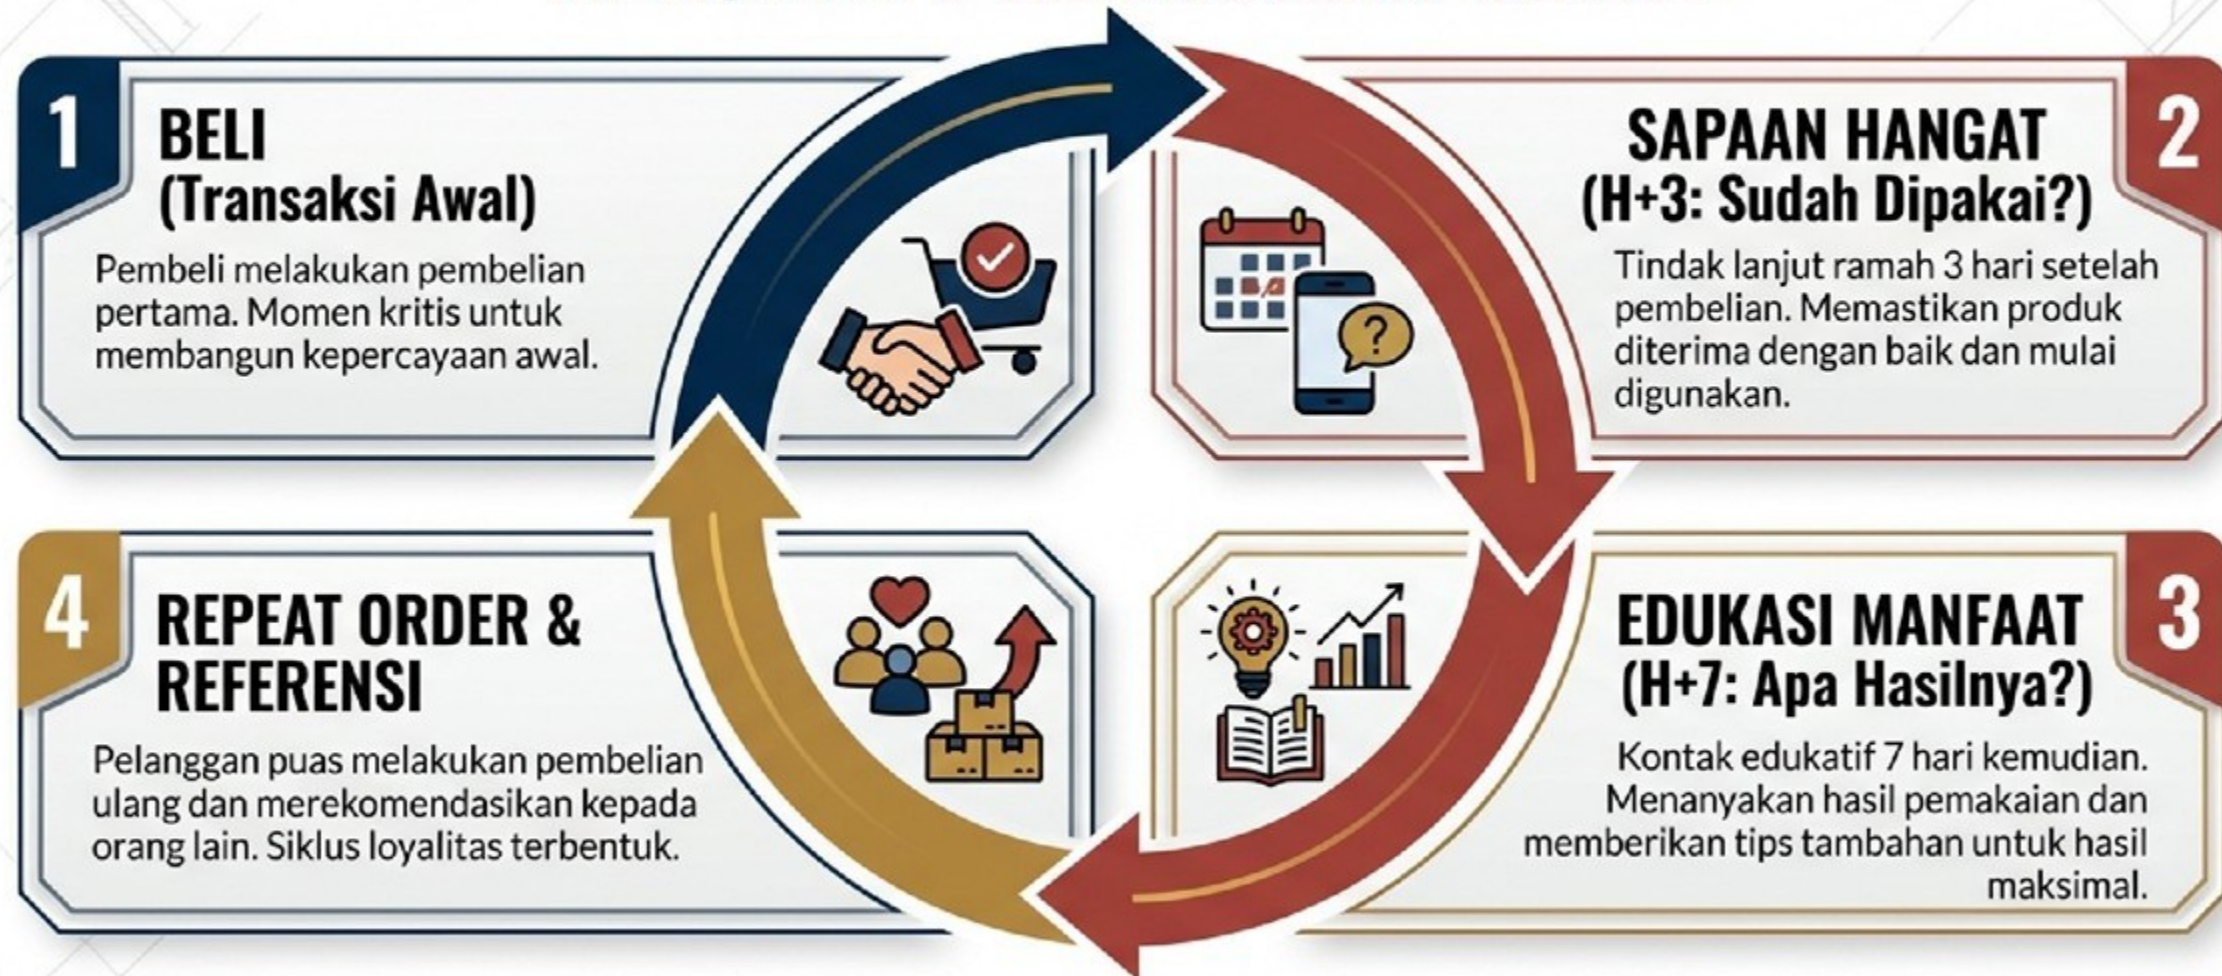 1
BELI
(Transaksi Awal)
Pembeli melakukan pembelian
pertama. Momen kritis untuk
membangun kepercayaan awal.
2
SAPAAN HANGAT
(H+3: Sudah Dipakai?)
Tindak lanjut ramah 3 hari setelah
pembelian. Memastikan produk
diterima dengan baik dan mulai
digunakan.
?
3
EDUKASI MANFAAT
(H+7: Apa Hasilnya?)
Kontak edukatif 7 hari kemudian.
Menanyakan hasil pemakaian dan
memberikan tips tambahan untuk hasil
maksimal.
4
REPEAT ORDER &
REFERENSI
Pelanggan puas melakukan pembelian
ulang dan merekomendasikan kepada
orang lain. Siklus loyalitas terbentuk.